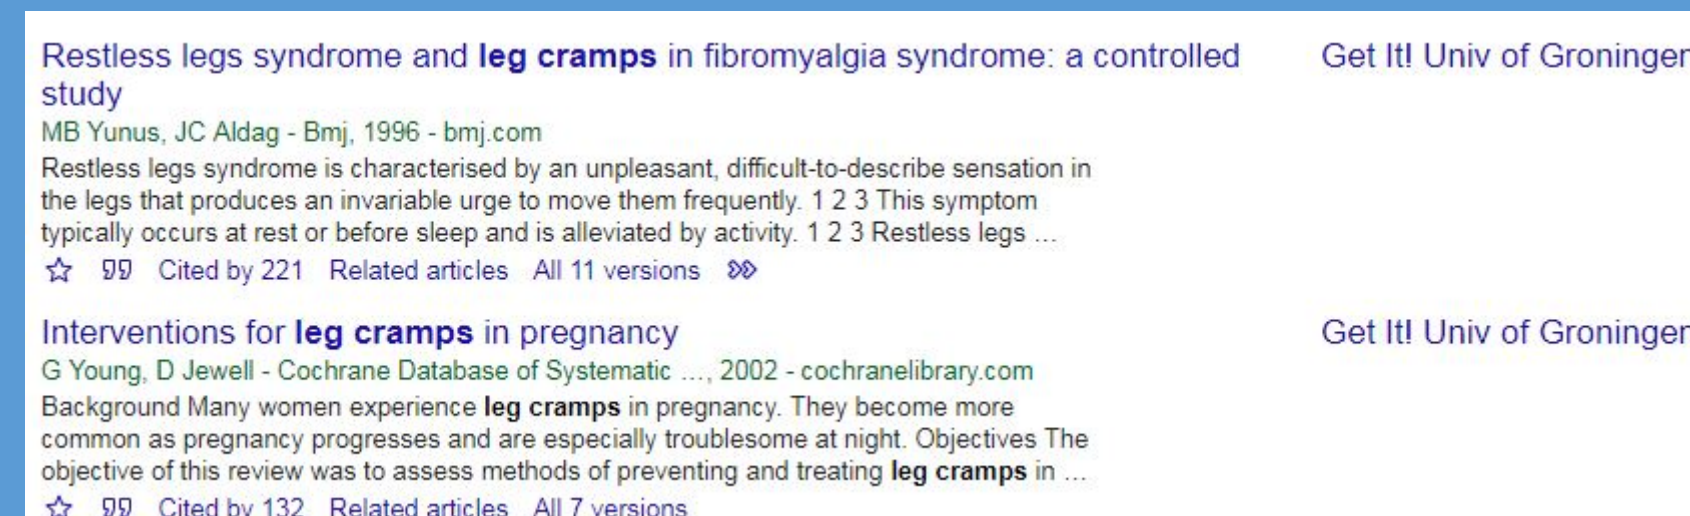 Restless legs syndrome and leg cramps in fibromyalgia syndrome: a controlled
study
Get It! Univ of Groningen
MB Yunus, JC Aldag - Bmj, 1996 - bmj.com
Restless legs syndrome is characterised by an unpleasant, difficult-to-describe sensation in
the legs that produces an invariable urge to move them frequently. 1 2 3 This symptom
typically occurs at rest or before sleep and is alleviated by activity. 1 2 3 Restless legs ...
Cited by 221 Related articles All 11 versions
Interventions for leg cramps in pregnancy
Get It! Univ of Groningen
G Young, D Jewell - Cochrane Database of Systematic ..., 2002 - cochranelibrary.com
Background Many women experience leg cramps in pregnancy. They become more
common as pregnancy progresses and are especially troublesome at night. Objectives The
objective of this review was to assess methods of preventing and treating leg cramps in ...
Cited by 132 Related articles All 7 versions